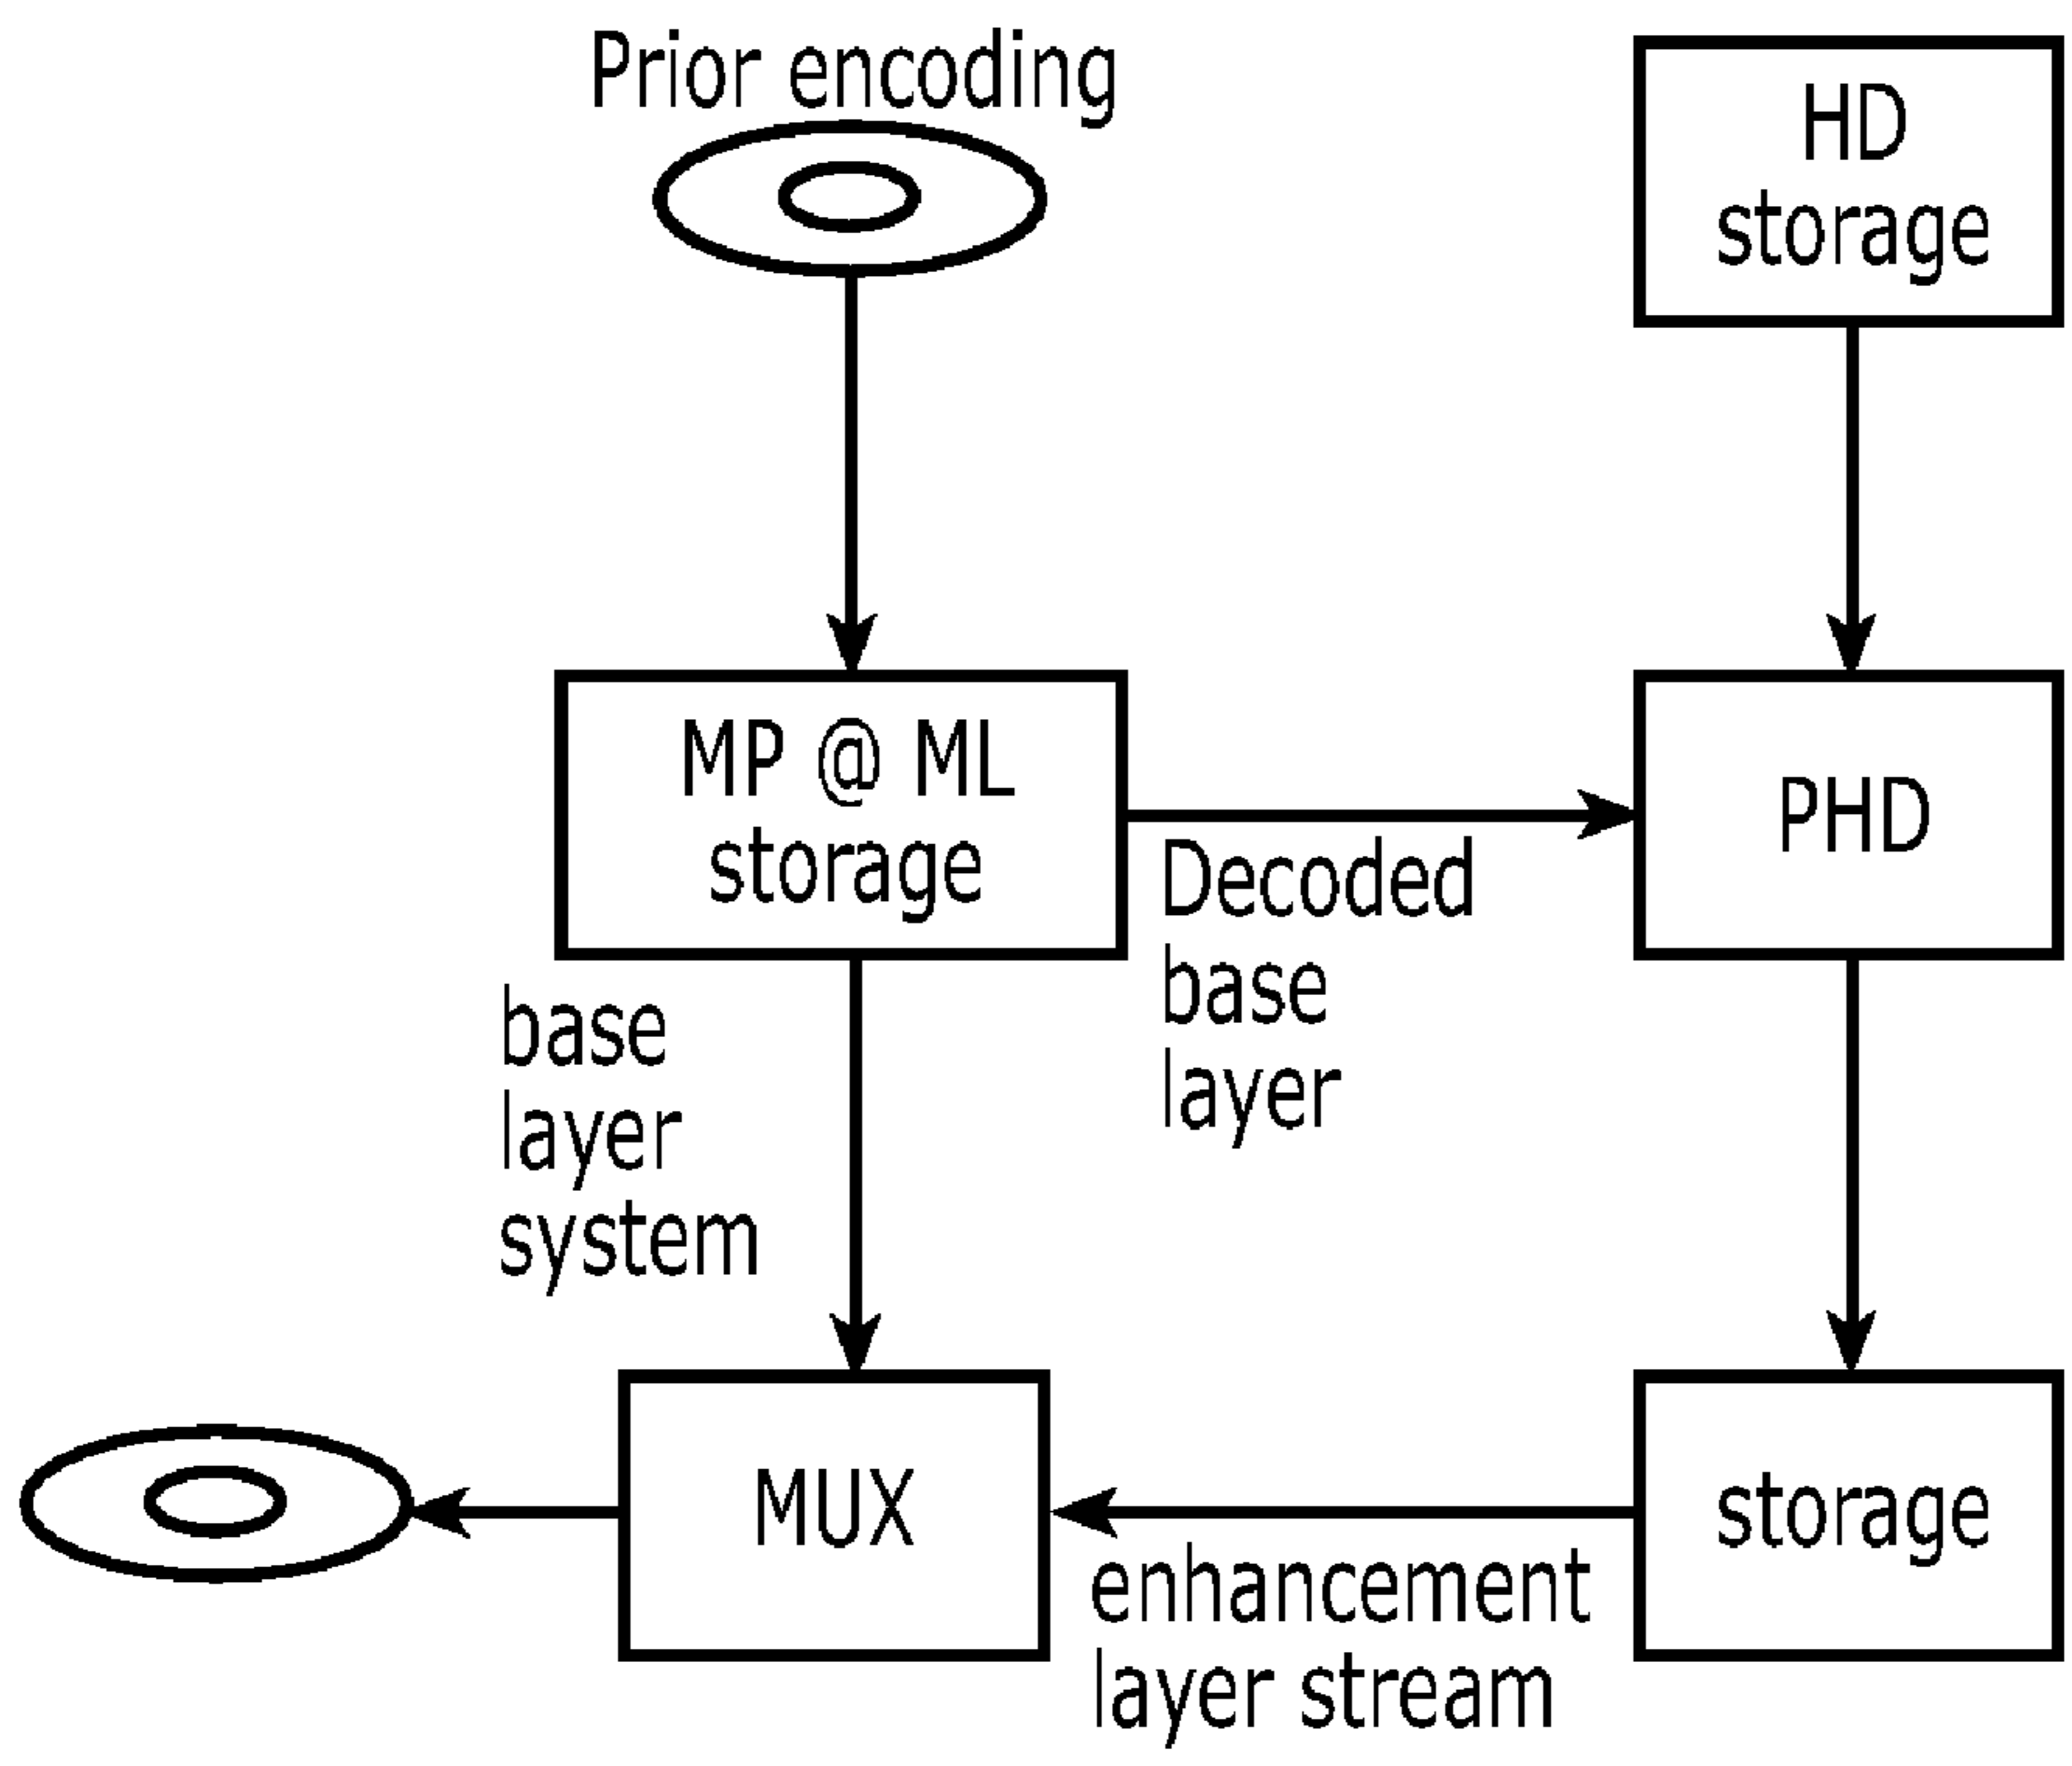 Prior encoding
HD
storage
MP @ ML
storage
PHD
Decoded
base
layer
base
layer
system
MUX
storage
enhancement
layer stream